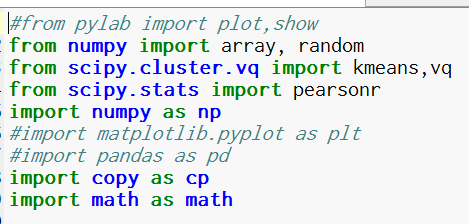 #from pylab import plot,show
from numpy import array, random
from scipy.cluster.vq import kmeans,vq
from scipy.stats import pearsonr
import numpy as np
#import matplotlib.pyplot as plt
#import pandas as pd
import copy as cp
import math as math